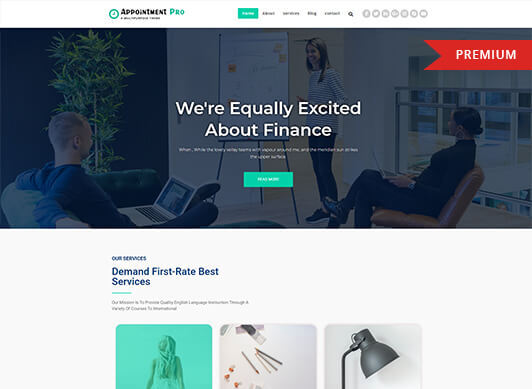 Appointment Pro
A MULTIPURPOSE THEME
Home About Services Blog Contact
PREMIUM
We're Equally Excited
About Finance
When , While the lovely valley teems with vapour around me, and the meridian sun strikes
the upper surface
READ MORE
OUR SERVICES
Demand First-Rate Best
Services
Our Mission Is To Provide Quality English Language Instruction Through A
Variety Of Courses To International